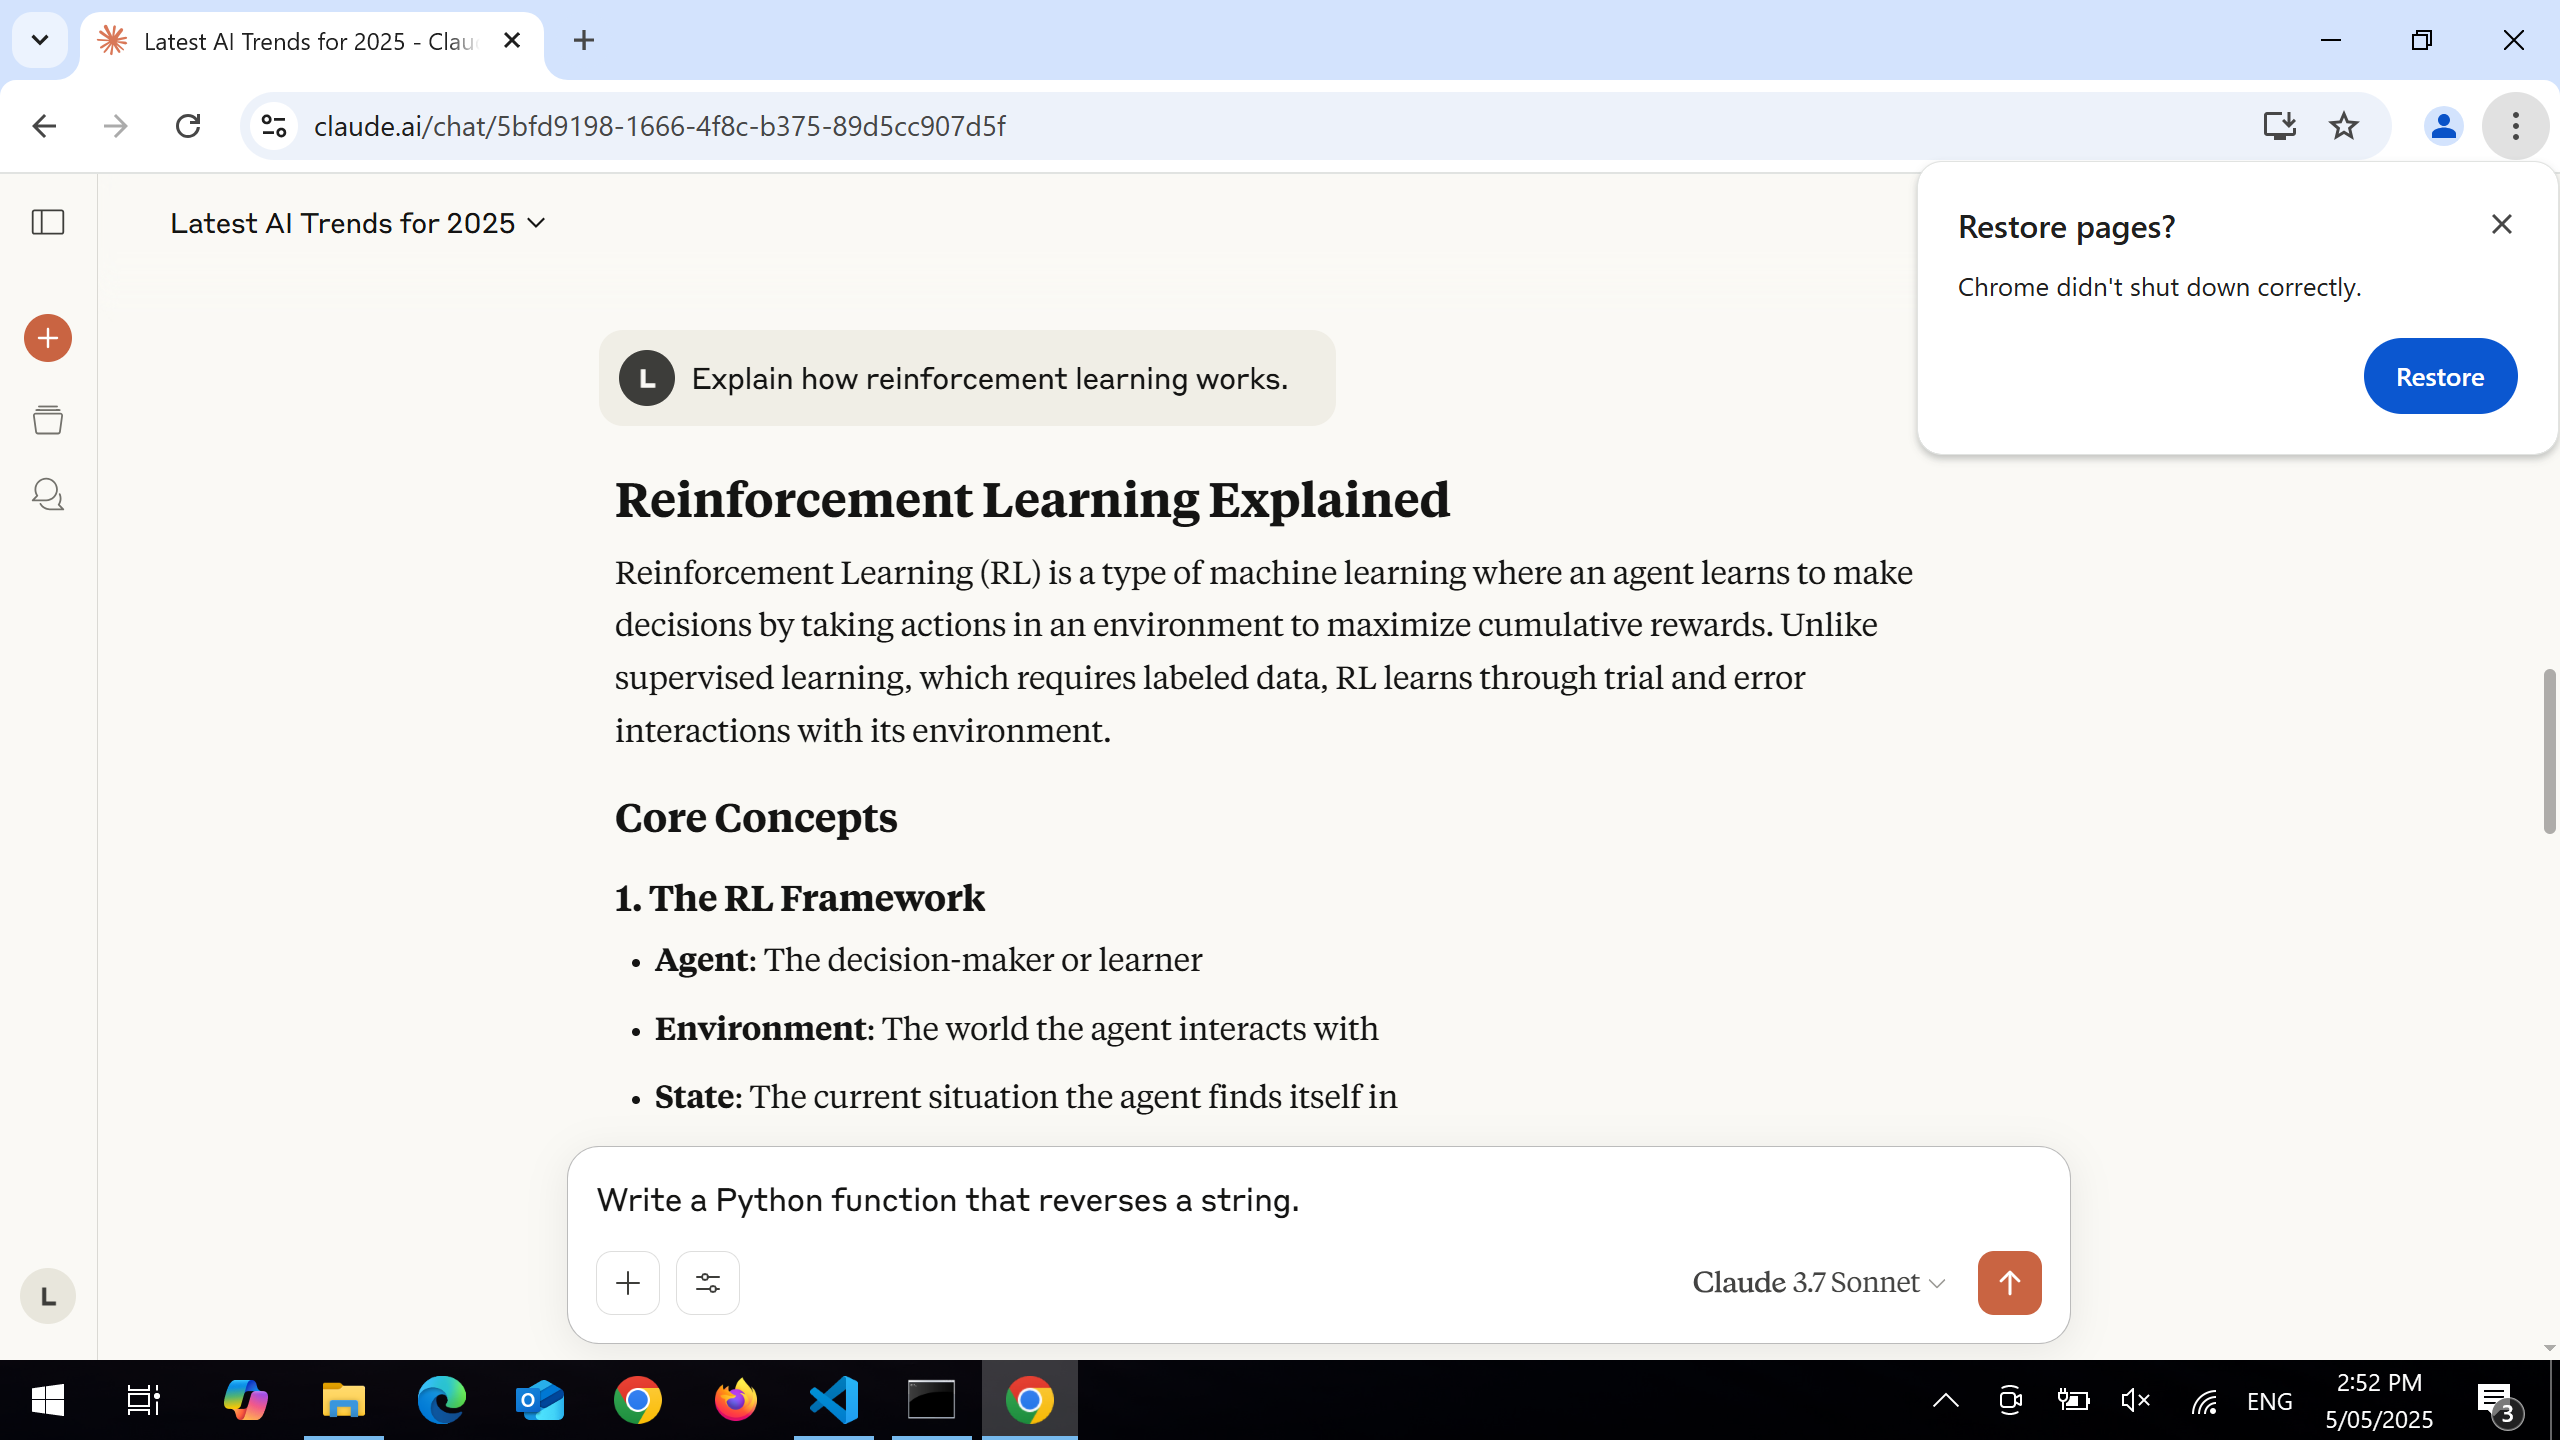 Latest AI Trends for 2025 - Clau
claude.ai/chat/5bfd9198-1666-4f8c-b375-89d5cc907d5f
Latest AI Trends for 2025
Restore pages?
Chrome didn't shut down correctly.
Restore
L
Explain how reinforcement learning works.
Reinforcement Learning Explained
Reinforcement Learning (RL) is a type of machine learning where an agent learns to make
decisions by taking actions in an environment to maximize cumulative rewards. Unlike
supervised learning, which requires labeled data, RL learns through trial and error
interactions with its environment.
Core Concepts
1. The RL Framework
• Agent: The decision-maker or learner
• Environment: The world the agent interacts with
• State: The current situation the agent finds itself in
Write a Python function that reverses a string.
Claude 3.7 Sonnet
L
ENG
2:52 PM
5/05/2025
3